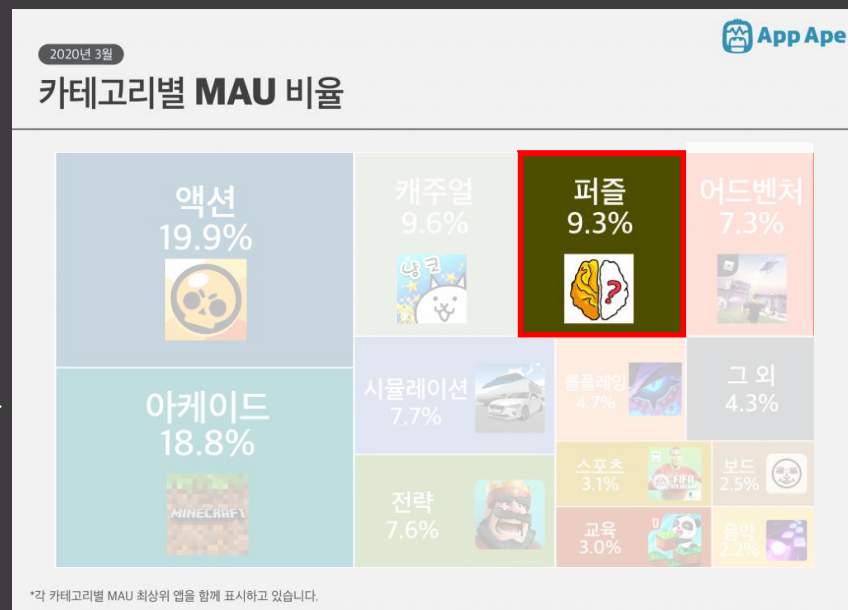 App Ape
2020년 3월
카테고리별 MAU 비율
액션
19.9%
캐주얼
9.6%
냥코
퍼즐
9.3%
?
어드벤처
7.3%
아케이드
18.8%
MINECRAFT
시뮬레이션
7.7%
롤플레잉
4.7%
그 외
4.3%
전략
7.6%
스포츠
3.1%
FIFA
보드
2.5%
교육
3.0%
음악
2.2%
*각 카테고리별 MAU 최상위 앱을 함께 표시하고 있습니다.